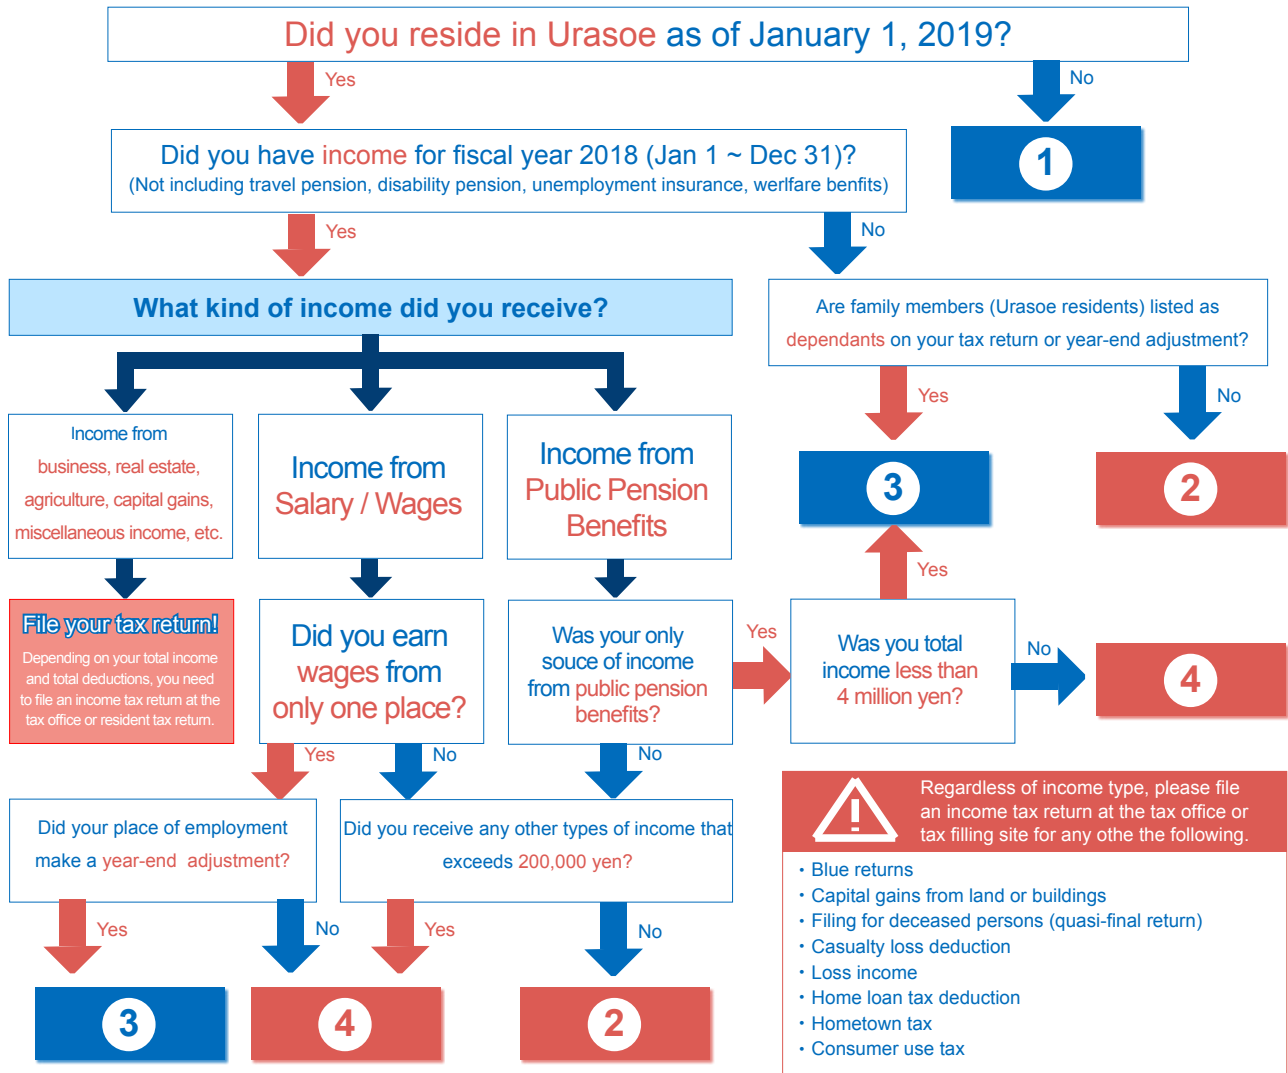 Did you reside in Urasoe as of January 1, 2019?
Yes
No
Did you have income for fiscal year 2018 (Jan 1 ~ Dec 31)?
(Not including travel pension, disability pension, unemployment insurance, werlfare benfits)
1
Yes
No
What kind of income did you receive?
Are family members (Urasoe residents) listed as
dependants on your tax return or year-end adjustment?
Yes
No
Income from
business, real estate,
agriculture, capital gains,
miscellaneous income, etc.
Income from
Salary / Wages
Income from
Public Pension
Benefits
3
2
Yes
File your tax return!
Depending on your total income
and total deductions, you need
to file an income tax return at the
tax office or resident tax return.
Did you earn
wages from
only one place?
Was your only
souce of income
from public pension
benefits?
Yes
Was you total
income less than
4 million yen?
No
4
Yes
No
No
Did your place of employment
make a year-end adjustment?
Did you receive any other types of income that
exceeds 200,000 yen?
Yes
No
Yes
No
3
4
2
Regardless of income type, please file
an income tax return at the tax office or
tax filling site for any othe the following.
・Blue returns
・Capital gains from land or buildings
・Filing for deceased persons (quasi-final return)
・Casualty loss deduction
・Loss income
・Home loan tax deduction
・Hometown tax
・Consumer use tax